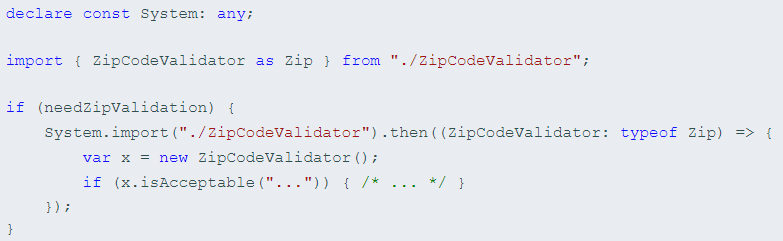 declare const System: any;
import { ZipCodeValidator as Zip } from "./ZipCodeValidator";
if (needZipValidation) {
    System.import("./ZipCodeValidator").then((ZipCodeValidator: typeof Zip) => {
        var x = new ZipCodeValidator();
        if (x.isAcceptable("...")) { /* ... */ }
    });
}